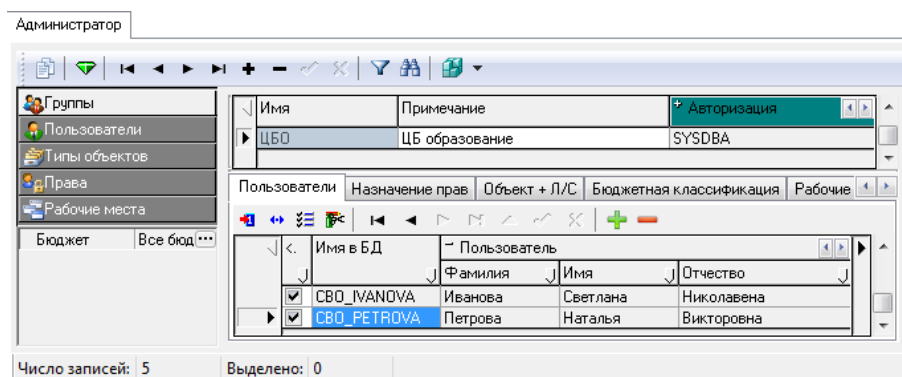 Администратор
Группы
Пользователи
Типы объектов
Права
Рабочие места
Бюджет Все бюд
Имя Примечание Авторизация
ЦБО ЦБ образование SYSDBA
Пользователи Назначение прав Объект + Л/С Бюджетная классификация Рабочие
<. Имя в БД Пользователь
Фамилия Имя Отчество
CBO_IVANOVA Иванова Светлана Николавена
CBO_PETROVA Петрова Наталья Викторовна
Число записей: 5 Выделено: 0